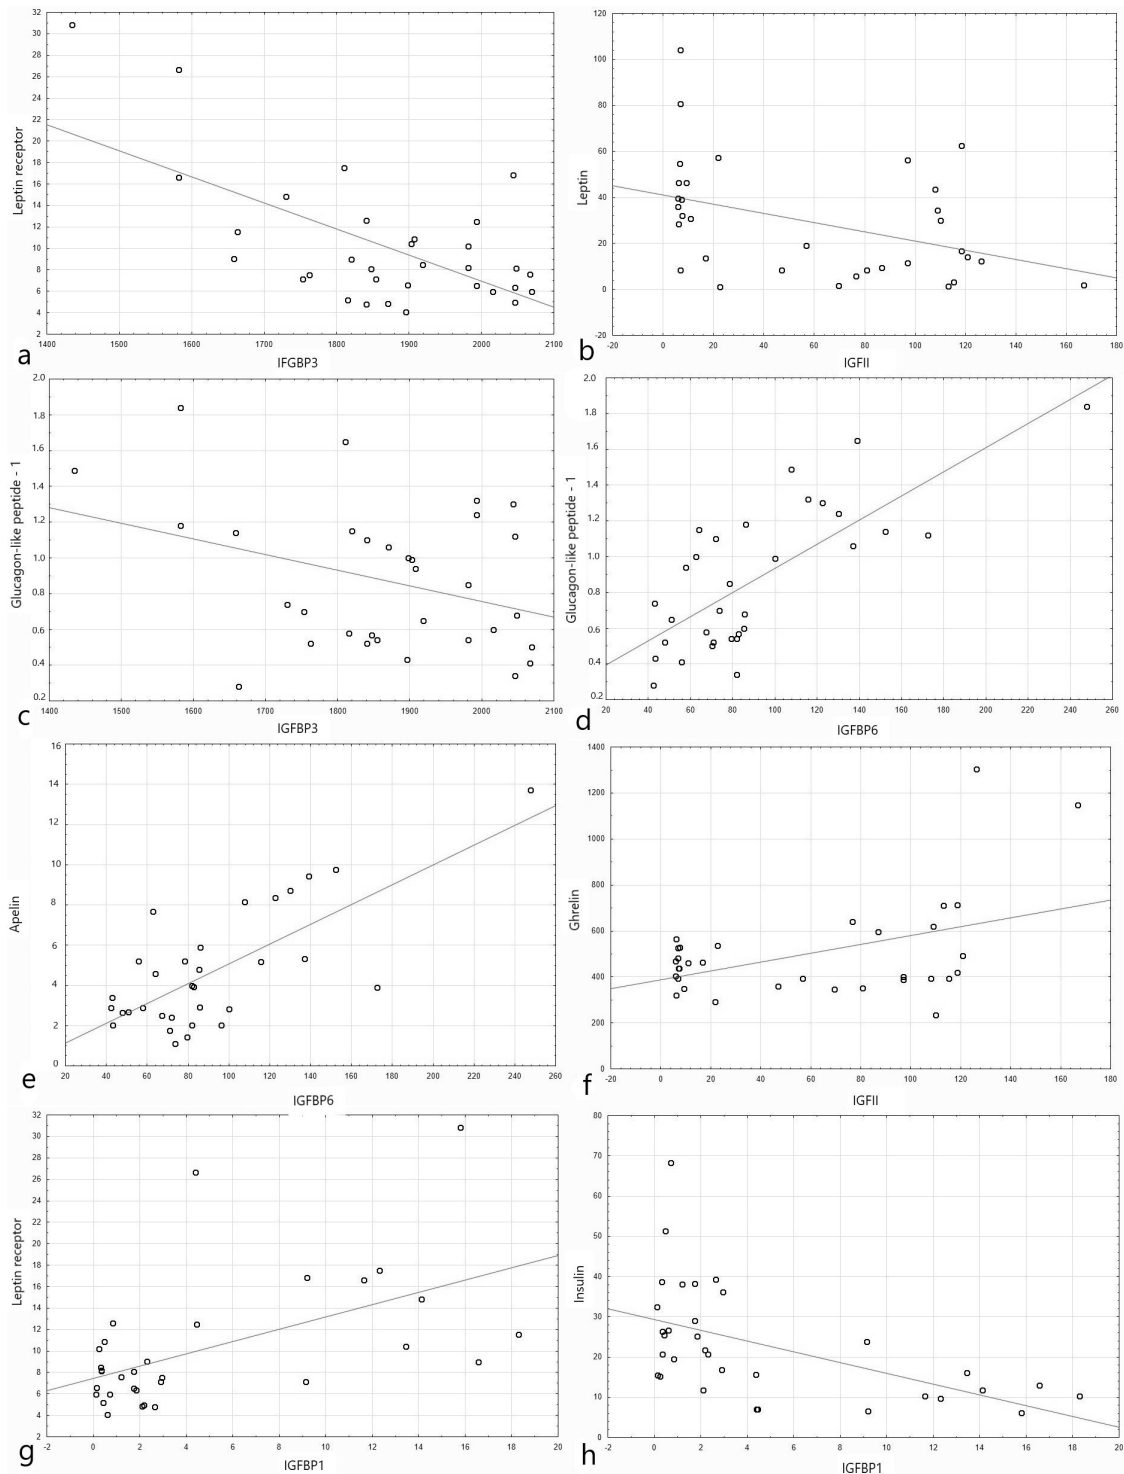 32
30
28
26
24
22
20
18
16
14
12
10
8
6
4
2
Leptin receptor
1400 1500 1600 1700 1800 1900 2000 2100
a
IFGBP3
120
100
80
60
40
20
0
-20
Leptin
-20 0 20 40 60 80 100 120 140 160 180
b
IGFII
2.0
1.8
1.6
1.4
1.2
1.0
0.8
0.6
0.4
0.2
Glucagon-like peptide - 1
1400 1500 1600 1700 1800 1900 2000 2100
c
IGFBP3
2.0
1.8
1.6
1.4
1.2
1.0
0.8
0.6
0.4
0.2
Glucagon-like peptide - 1
20 40 60 80 100 120 140 160 180 200 220 240 260
d
IGFBP6
16
14
12
10
8
6
4
2
0
Apelin
20 40 60 80 100 120 140 160 180 200 220 240 260
e
IGFBP6
1400
1200
1000
800
600
400
200
0
Ghrelin
-20 0 20 40 60 80 100 120 140 160 180
f
IGFII
32
30
28
26
24
22
20
18
16
14
12
10
8
6
4
2
Leptin receptor
-2 0 2 4 6 8 10 12 14 16 18 20
g
IGFBP1
80
70
60
50
40
30
20
10
0
Insulin
-2 0 2 4 6 8 10 12 14 16 18 20
h
IGFBP1